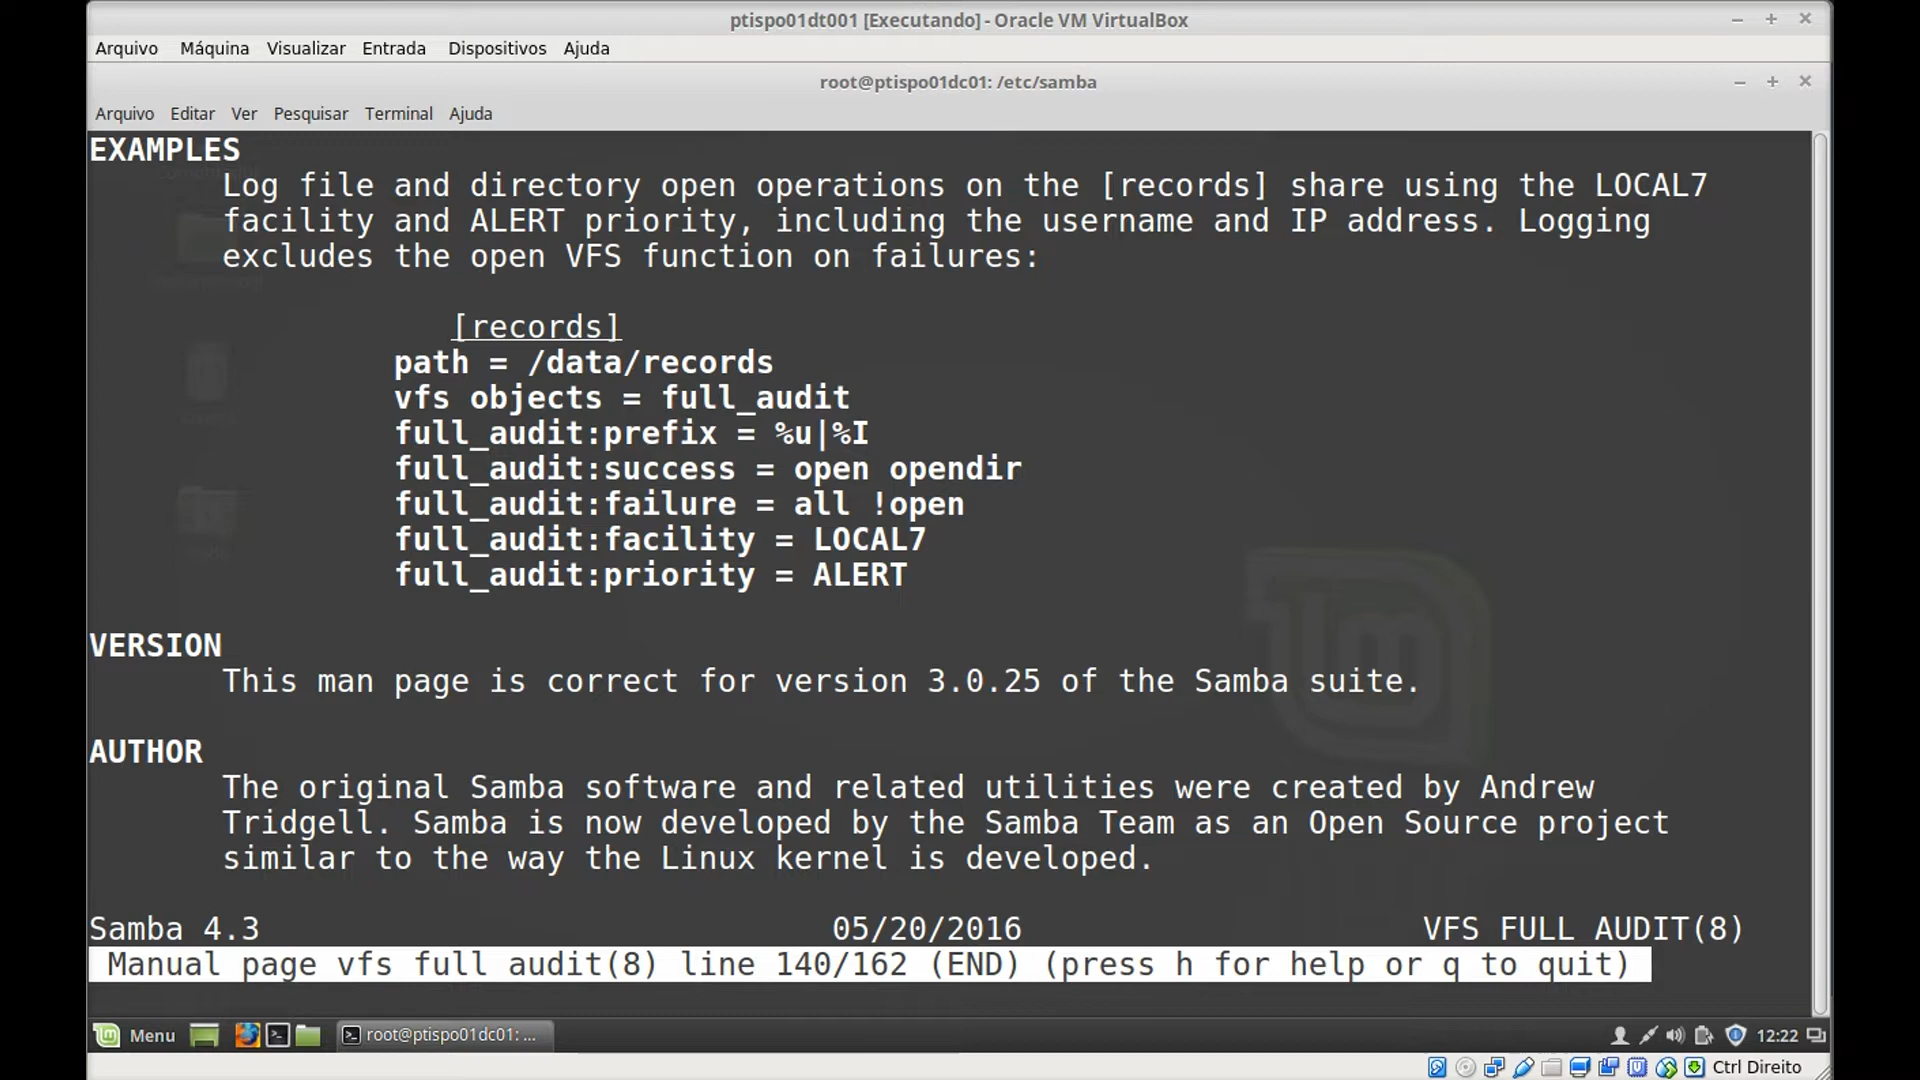 ptispo01dt001 [Executando] - Oracle VM VirtualBox
Arquivo Máquina Visualizar Entrada Dispositivos Ajuda
root@ptispo01dc01: /etc/samba
Arquivo Editar Ver Pesquisar Terminal Ajuda
EXAMPLES
Log file and directory open operations on the [records] share using the LOCAL7
facility and ALERT priority, including the username and IP address. Logging
excludes the open VFS function on failures:
[records]
path = /data/records
vfs objects = full_audit
full_audit:prefix = %u|%I
full_audit:success = open opendir
full_audit:failure = all !open
full_audit:facility = LOCAL7
full_audit:priority = ALERT
VERSION
This man page is correct for version 3.0.25 of the Samba suite.
AUTHOR
The original Samba software and related utilities were created by Andrew
Tridgell. Samba is now developed by the Samba Team as an Open Source project
similar to the way the Linux kernel is developed.
Samba 4.3 05/20/2016 VFS_FULL_AUDIT(8)
Manual page vfs_full_audit(8) line 140/162 (END) (press h for help or q to quit)
Menu root@ptispo01dc01: ... 12:22
Ctrl Direito